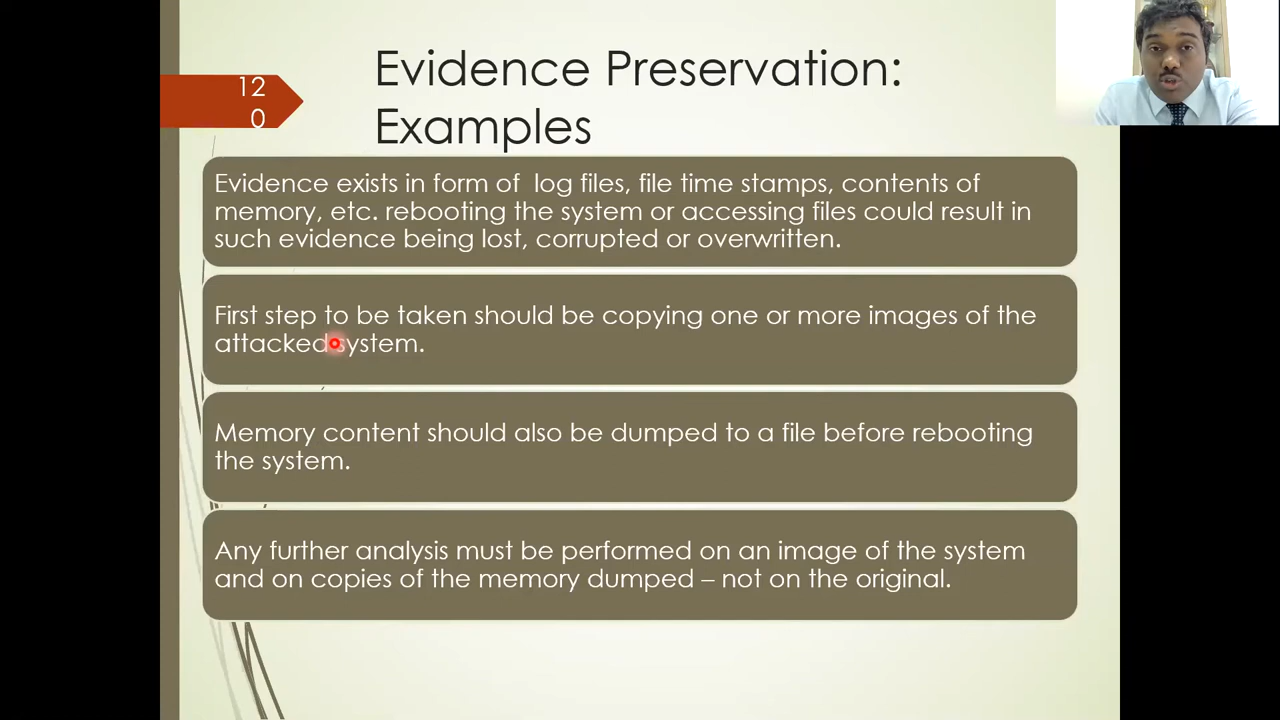 12
0
Evidence Preservation:
Examples
Evidence exists in form of log files, file time stamps, contents of
memory, etc. rebooting the system or accessing files could result in
such evidence being lost, corrupted or overwritten.
First step to be taken should be copying one or more images of the
attacked system.
Memory content should also be dumped to a file before rebooting
the system.
Any further analysis must be performed on an image of the system
and on copies of the memory dumped – not on the original.